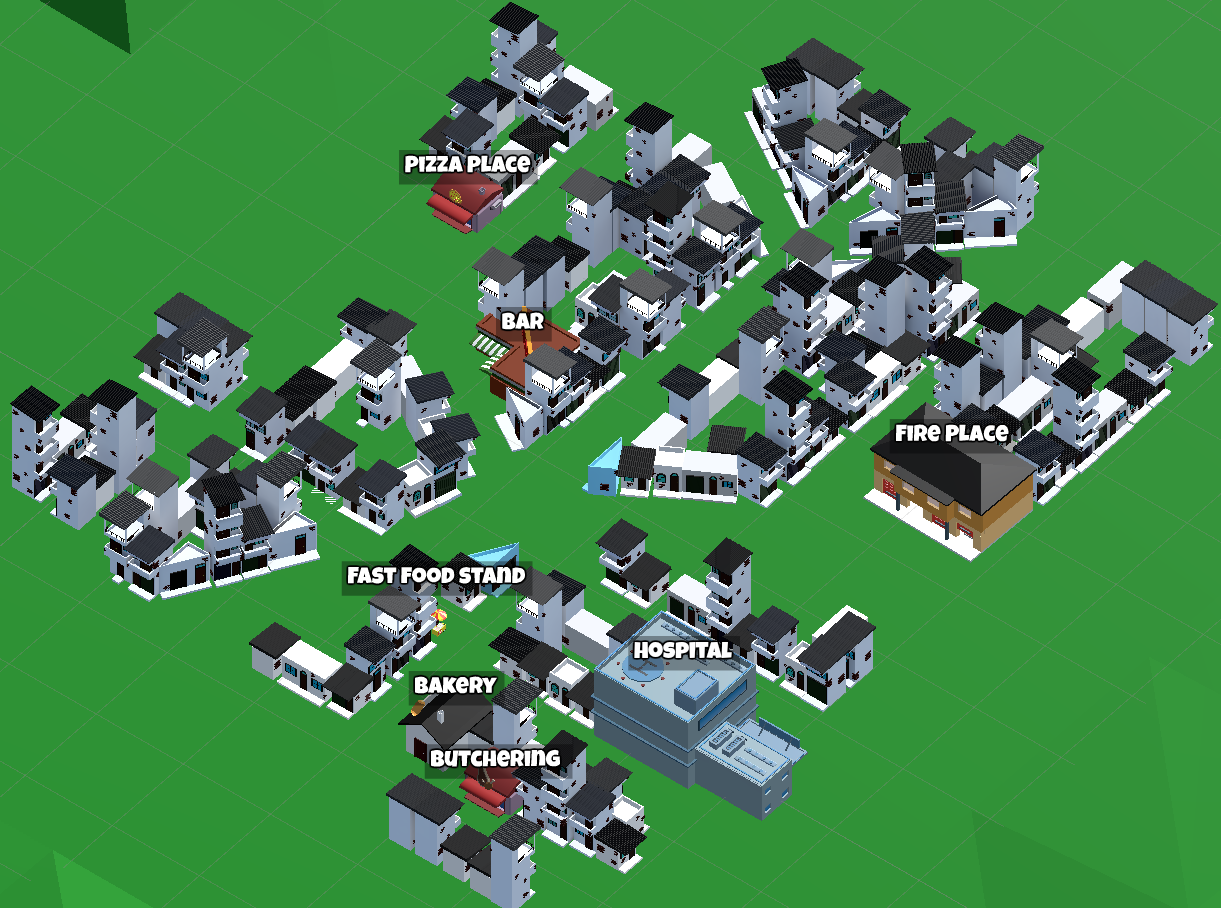 PIZZA PLACE
BAR
FIRE PLACE
FAST FOOD STAND
HOSPITAL
BAKERY
BUTCHERING